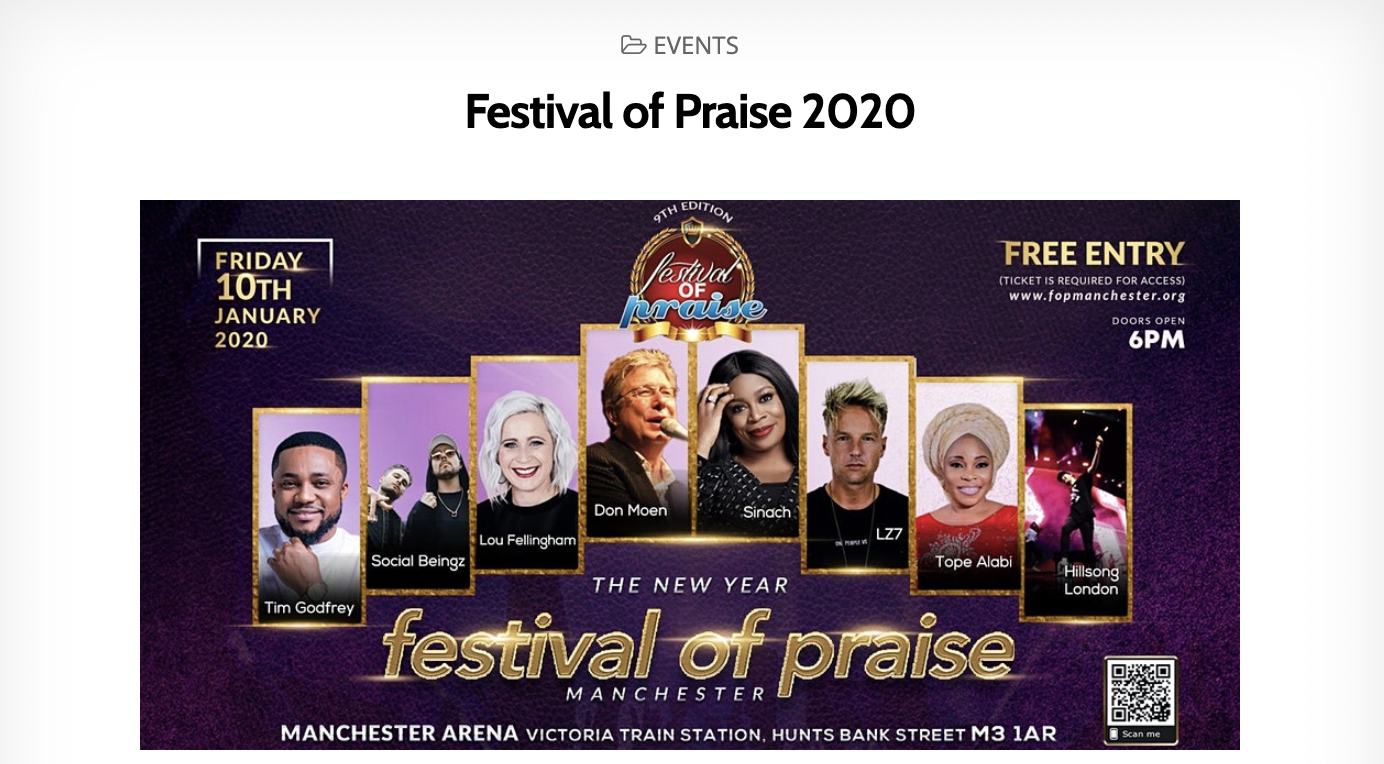 EVENTS
Festival of Praise 2020
9TH EDITION
festival
OF
praise
FRIDAY
10TH
JANUARY
2020
FREE ENTRY
(TICKET IS REQUIRED FOR ACCESS)
www.fopmanchester.org
DOORS OPEN
6PM
Tim Godfrey
Social Beingz
Lou Fellingham
Don Moen
Sinach
LZ7
Tope Alabi
Hillsong
London
THE NEW YEAR
festival of praise
MANCHESTER
MANCHESTER ARENA VICTORIA TRAIN STATION, HUNTS BANK STREET M3 1AR
Scan me